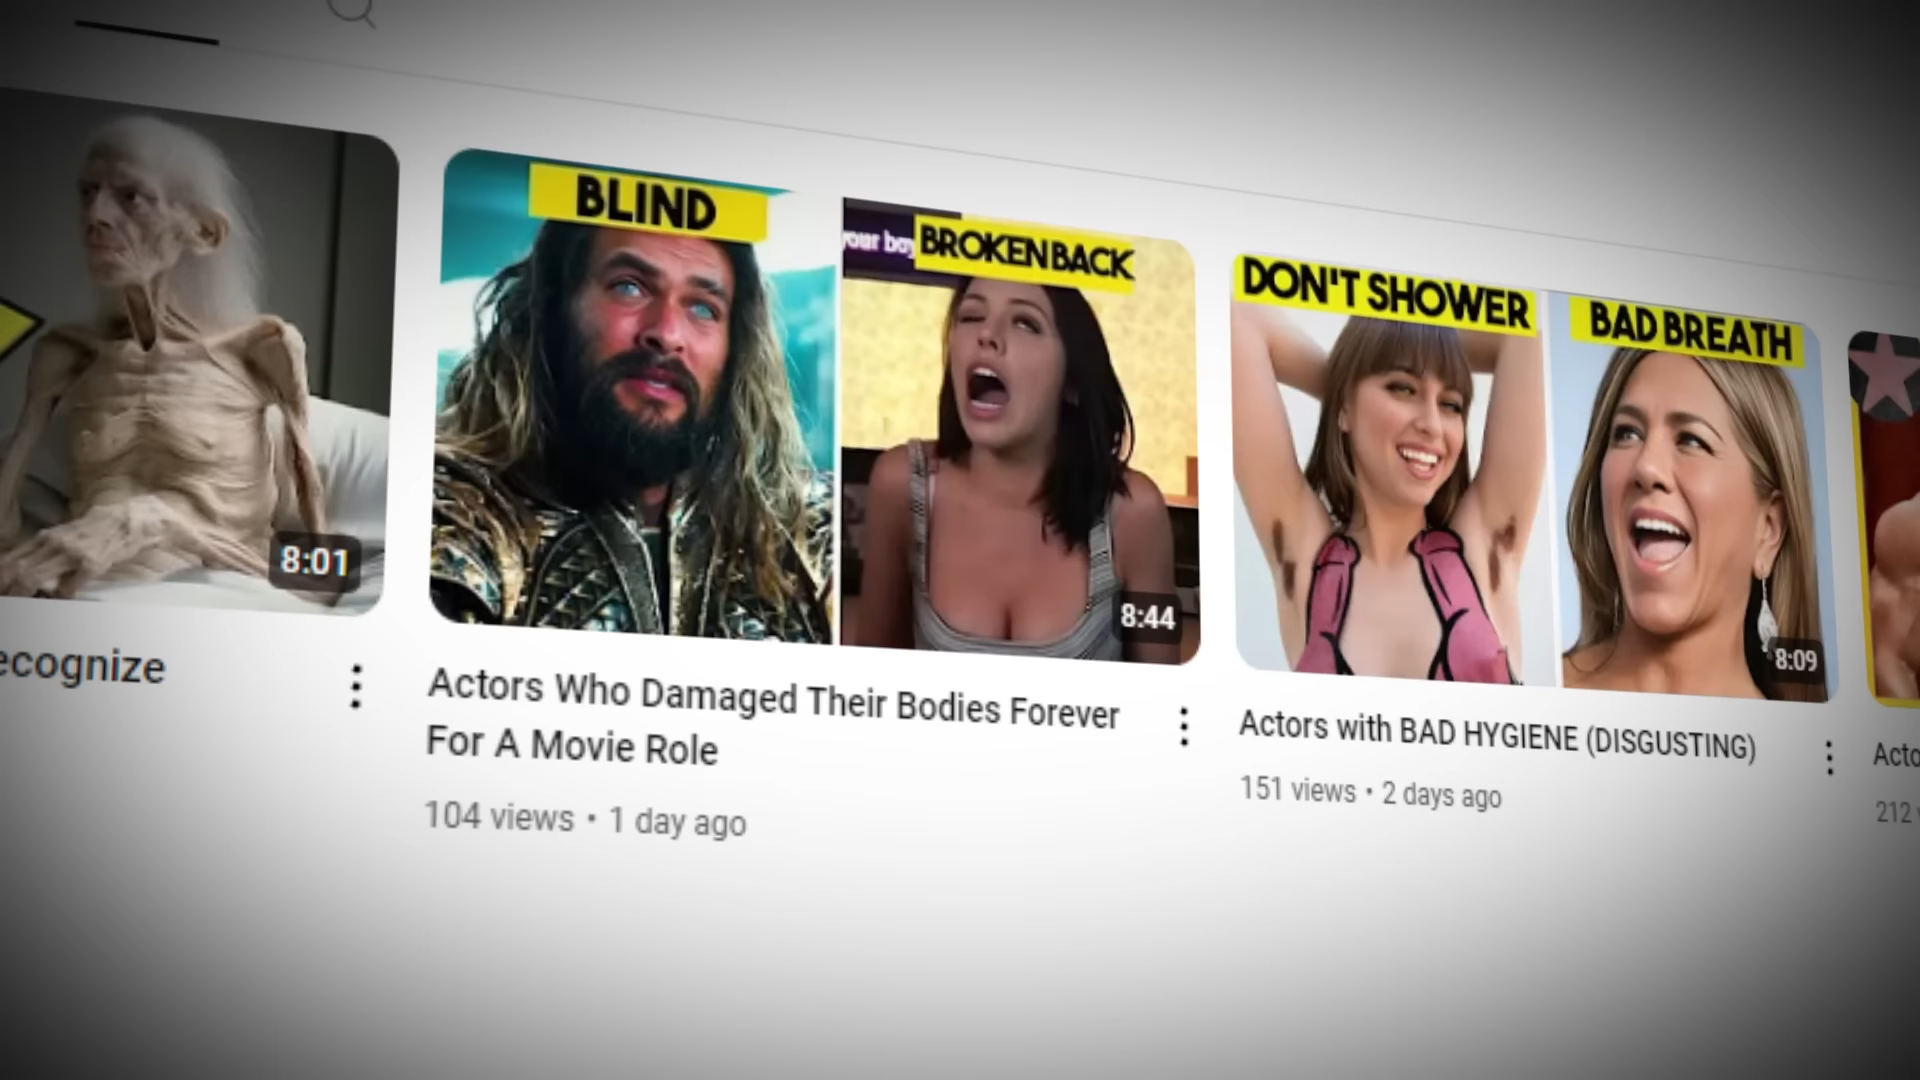 BLIND
your boy
BROKEN BACK
DON'T SHOWER
BAD BREATH
8:01
8:44
8:09
ecognize
Actors Who Damaged Their Bodies Forever
For A Movie Role
104 views • 1 day ago
Actors with BAD HYGIENE (DISGUSTING)
151 views • 2 days ago
Acto
212 v